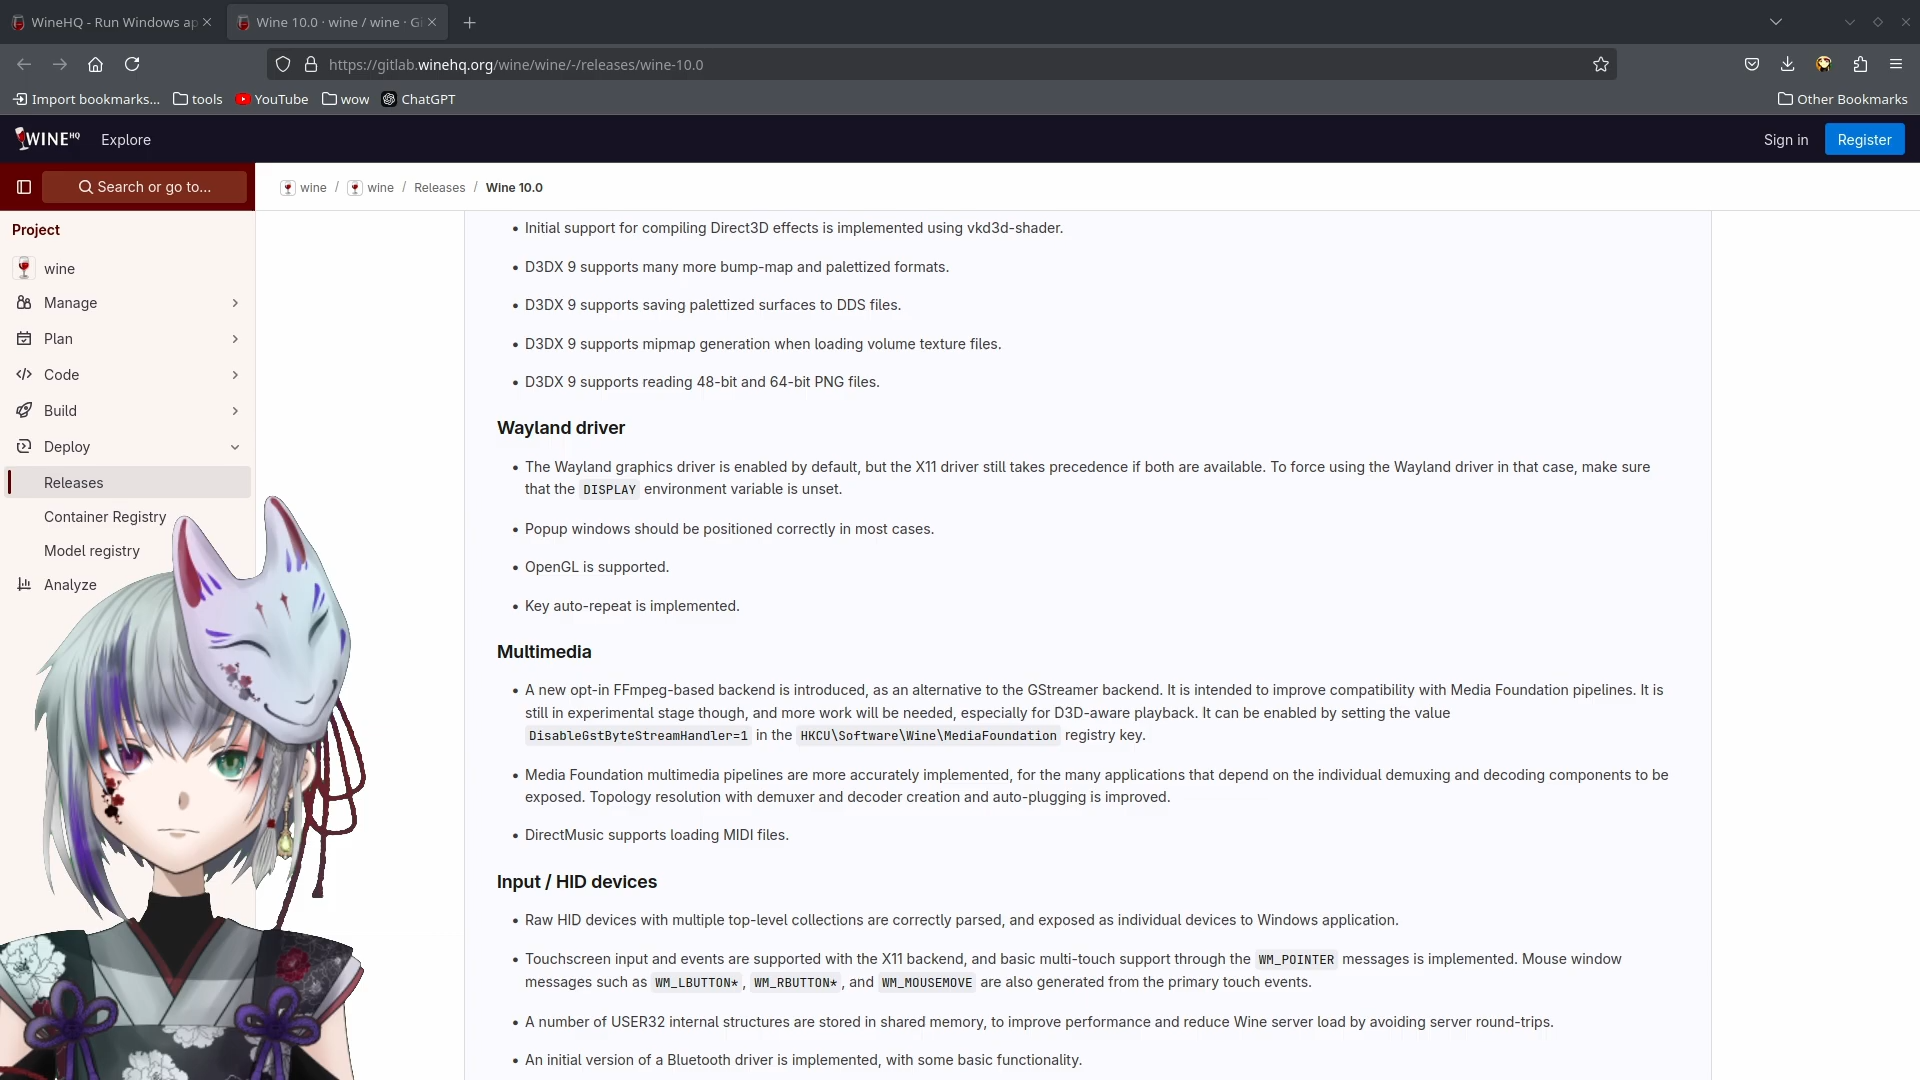 WineHQ - Run Windows ap
Wine 10.0 · wine / wine · Gi
https://gitlab.winehq.org/wine/wine/-/releases/wine-10.0
Import bookmarks...
tools
YouTube
wow
ChatGPT
Other Bookmarks
WINE HQ
Explore
Sign in
Register
Search or go to...
wine / wine / Releases / Wine 10.0
Project
wine
Manage
Plan
Code
Build
Deploy
Releases
Container Registry
Model registry
Analyze
• Initial support for compiling Direct3D effects is implemented using vkd3d-shader.
• D3DX 9 supports many more bump-map and palettized formats.
• D3DX 9 supports saving palettized surfaces to DDS files.
• D3DX 9 supports mipmap generation when loading volume texture files.
• D3DX 9 supports reading 48-bit and 64-bit PNG files.
Wayland driver
• The Wayland graphics driver is enabled by default, but the X11 driver still takes precedence if both are available. To force using the Wayland driver in that case, make sure
that the DISPLAY environment variable is unset.
• Popup windows should be positioned correctly in most cases.
• OpenGL is supported.
• Key auto-repeat is implemented.
Multimedia
• A new opt-in FFmpeg-based backend is introduced, as an alternative to the GStreamer backend. It is intended to improve compatibility with Media Foundation pipelines. It is
still in experimental stage though, and more work will be needed, especially for D3D-aware playback. It can be enabled by setting the value
DisableGstByteStreamHandler=1 in the HKCU\Software\Wine\MediaFoundation registry key.
• Media Foundation multimedia pipelines are more accurately implemented, for the many applications that depend on the individual demuxing and decoding components to be
exposed. Topology resolution with demuxer and decoder creation and auto-plugging is improved.
• DirectMusic supports loading MIDI files.
Input / HID devices
• Raw HID devices with multiple top-level collections are correctly parsed, and exposed as individual devices to Windows application.
• Touchscreen input and events are supported with the X11 backend, and basic multi-touch support through the WM_POINTER messages is implemented. Mouse window
messages such as WM_LBUTTON*, WM_RBUTTON*, and WM_MOUSEMOVE are also generated from the primary touch events.
• A number of USER32 internal structures are stored in shared memory, to improve performance and reduce Wine server load by avoiding server round-trips.
• An initial version of a Bluetooth driver is implemented, with some basic functionality.